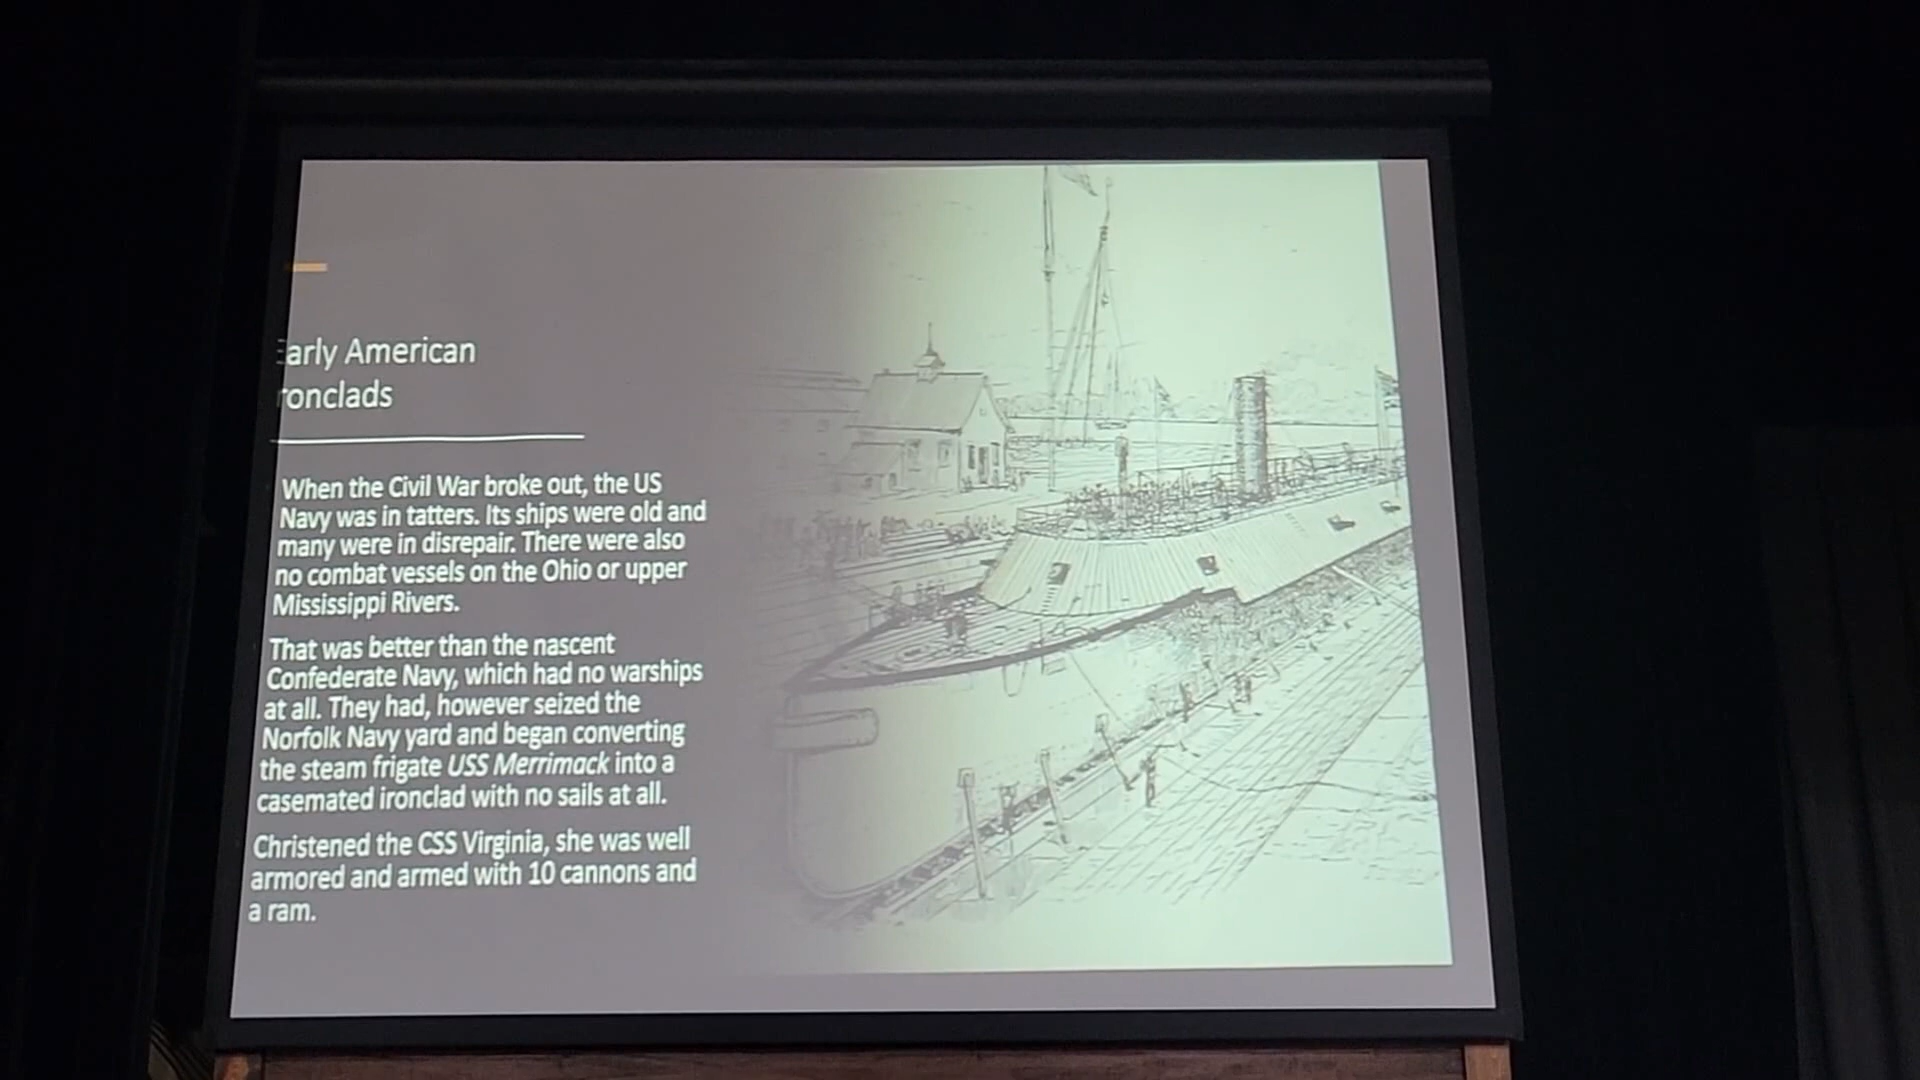 Early American
Ironclads
When the Civil War broke out, the US
Navy was in tatters. Its ships were old and
many were in disrepair. There were also
no combat vessels on the Ohio or upper
Mississippi Rivers.
That was better than the nascent
Confederate Navy, which had no warships
at all. They had, however seized the
Norfolk Navy yard and began converting
the steam frigate USS Merrimack into a
casemated ironclad with no sails at all.
Christened the CSS Virginia, she was well
armored and armed with 10 cannons and
a ram.